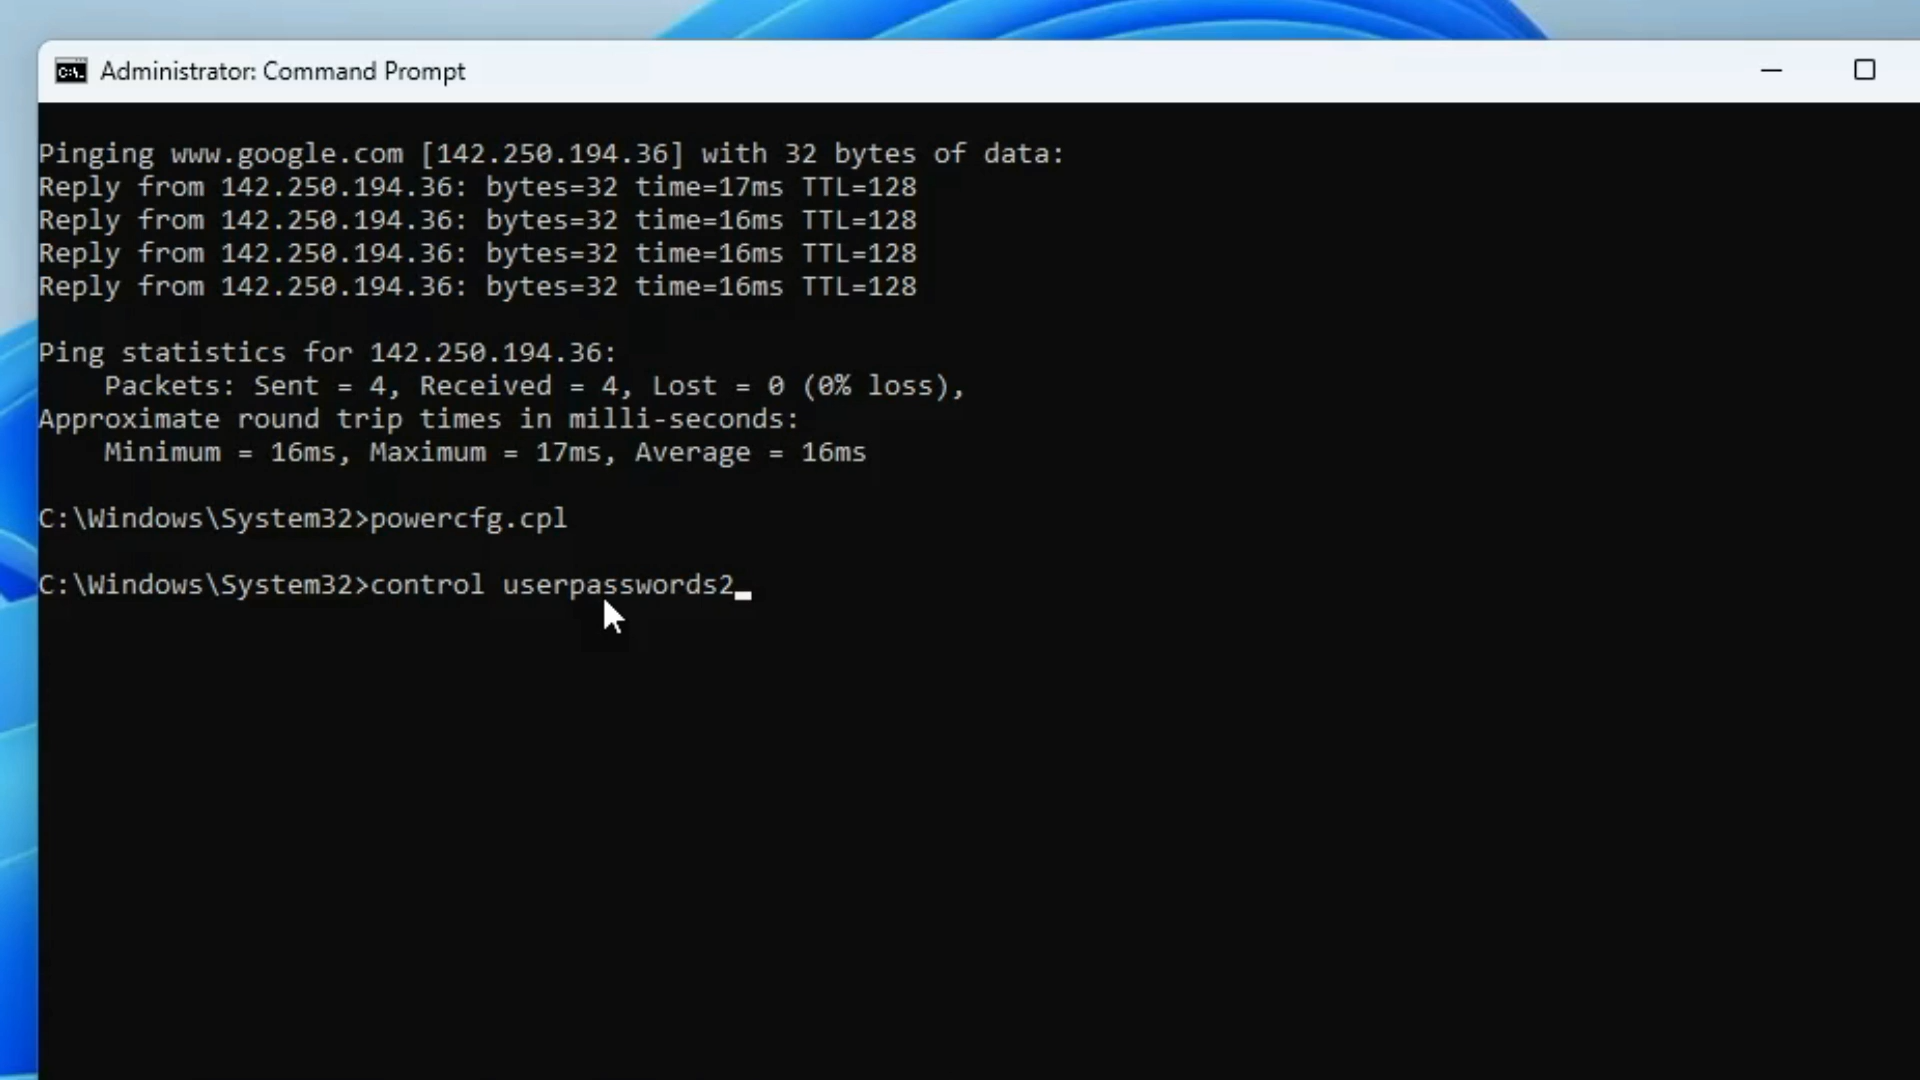 Administrator: Command Prompt
Pinging www.google.com [142.250.194.36] with 32 bytes of data:
Reply from 142.250.194.36: bytes=32 time=17ms TTL=128
Reply from 142.250.194.36: bytes=32 time=16ms TTL=128
Reply from 142.250.194.36: bytes=32 time=16ms TTL=128
Reply from 142.250.194.36: bytes=32 time=16ms TTL=128
Ping statistics for 142.250.194.36:
    Packets: Sent = 4, Received = 4, Lost = 0 (0% loss),
Approximate round trip times in milli-seconds:
    Minimum = 16ms, Maximum = 17ms, Average = 16ms
C:\Windows\System32>powercfg.cpl
C:\Windows\System32>control userpasswords2